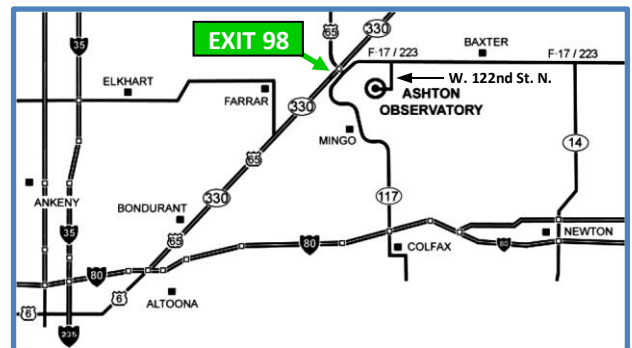 65
330
35
EXIT 98
F-17 / 223
BAXTER
F-17 / 223
ELKHART
FARRAR
330
W. 122nd St. N.
ASHTON
OBSERVATORY
MINGO
14
65
ANKENY
330
117
BONDURANT
35
65
80
80
NEWTON
COLFAX
80
6
ALTOONA
6
235